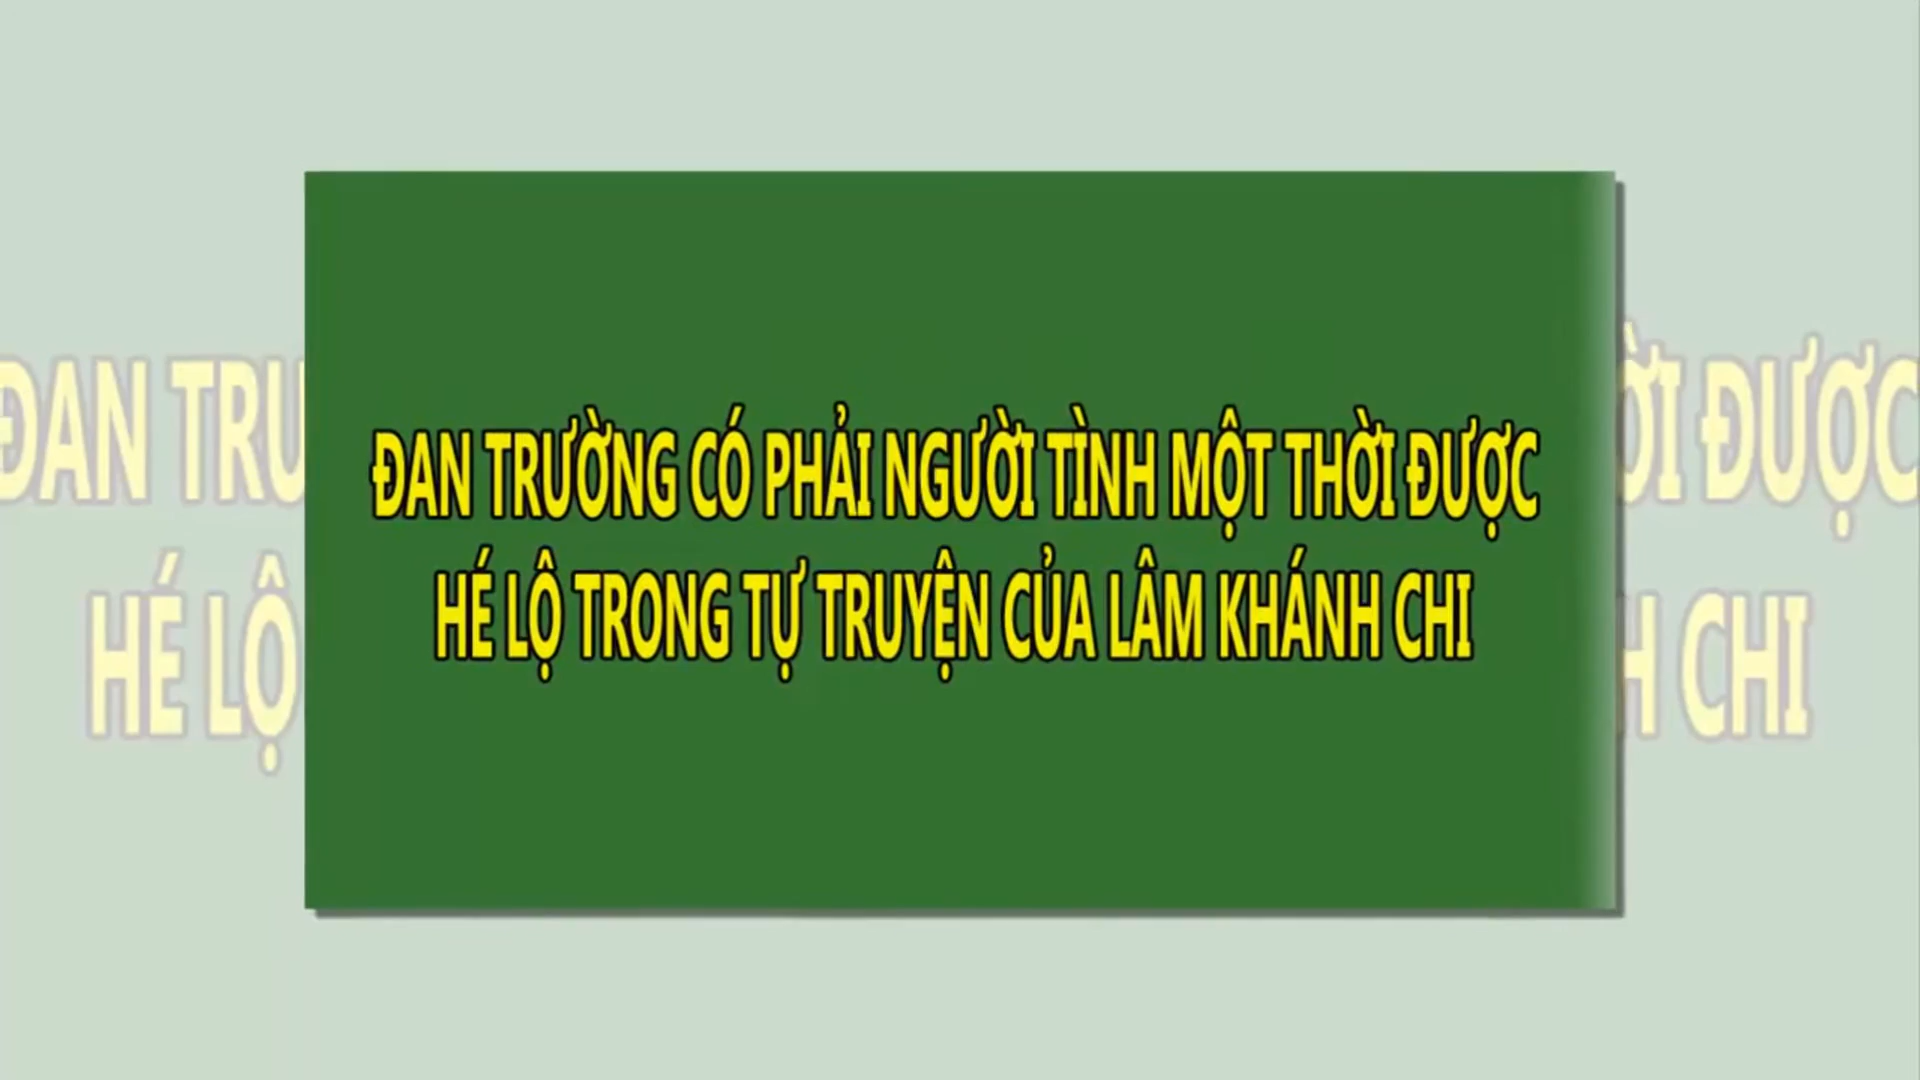 ĐAN TRƯỜNG CÓ PHẢI NGƯỜI TÌNH MỘT THỜI ĐƯỢC
HÉ LỘ TRONG TỰ TRUYỆN CỦA LÂM KHÁNH CHI